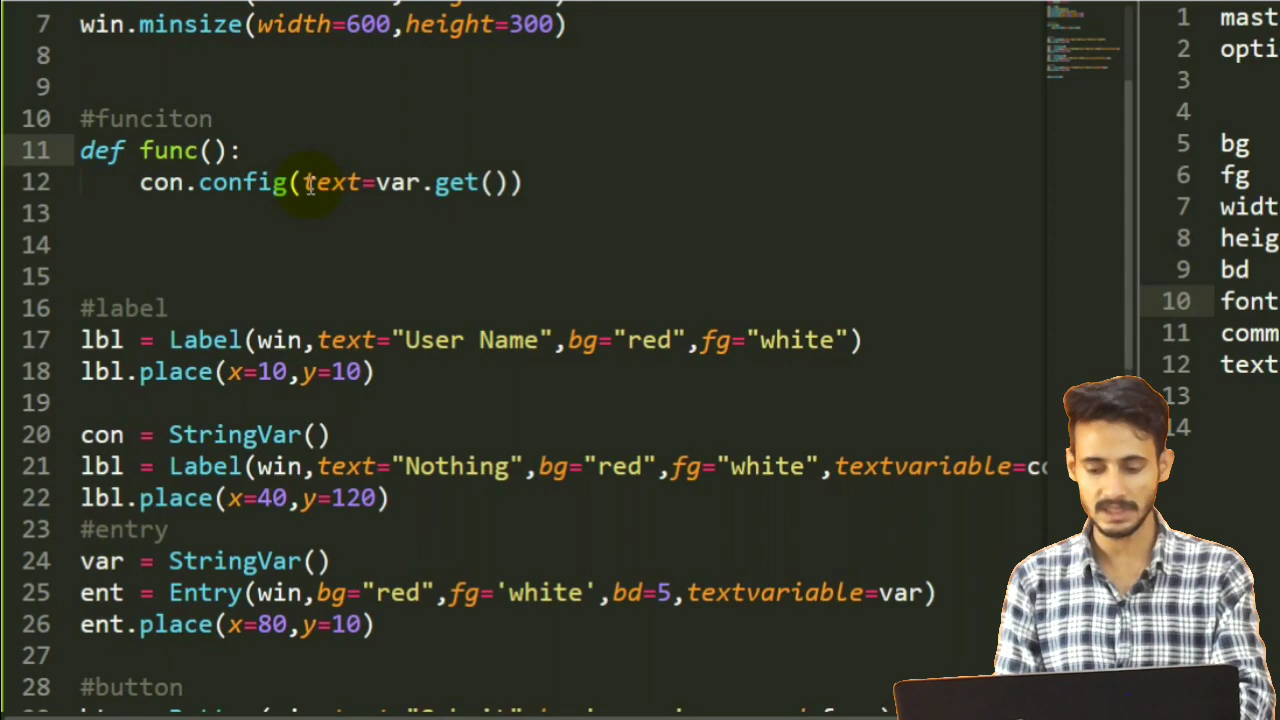 7 win.minsize(width=600,height=300)
8
9
10 #funciton
11 def func():
12 con.config(text=var.get())
13
14
15
16 #label
17 lbl = Label(win,text="User Name",bg="red",fg="white")
18 lbl.place(x=10,y=10)
19
20 con = StringVar()
21 lbl = Label(win,text="Nothing",bg="red",fg="white",textvariable=co
22 lbl.place(x=40,y=120)
23 #entry
24 var = StringVar()
25 ent = Entry(win,bg="red",fg='white',bd=5,textvariable=var)
26 ent.place(x=80,y=10)
27
28 #button
1 mast
2 opti
3
4
5 bg
6 fg
7 widt
8 heig
9 bd
10 font
11 comm
12 text
13
14